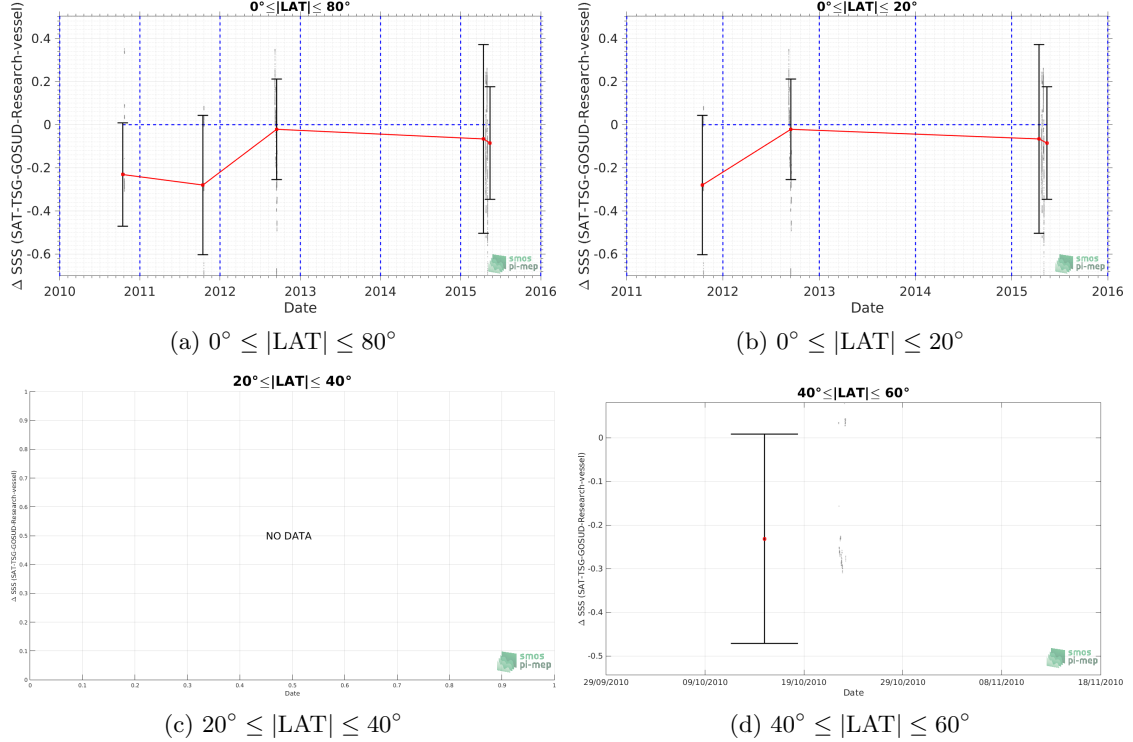 0°≤|LAT|≤ 80°
Δ SSS (SAT-TSG-GOSUD-Research-vessel)
0.4
0.2
0
-0.2
-0.4
-0.6
2010 2011 2012 2013 2014 2015 2016
Date
smos
pi-mep
(a) 0° ≤ |LAT| ≤ 80°
0°≤|LAT|≤ 20°
Δ SSS (SAT-TSG-GOSUD-Research-vessel)
0.4
0.2
0
-0.2
-0.4
-0.6
2011 2012 2013 2014 2015 2016
Date
smos
pi-mep
(b) 0° ≤ |LAT| ≤ 20°
20°≤|LAT|≤ 40°
Δ SSS (SAT-TSG-GOSUD-Research-vessel)
1
0.9
0.8
0.7
0.6
0.5
0.4
0.3
0.2
0.1
0
NO DATA
0 0.1 0.2 0.3 0.4 0.5 0.6 0.7 0.8 0.9 1
Date
smos
pi-mep
(c) 20° ≤ |LAT| ≤ 40°
40°≤|LAT|≤ 60°
Δ SSS (SAT-TSG-GOSUD-Research-vessel)
0
-0.1
-0.2
-0.3
-0.4
-0.5
29/09/2010 09/10/2010 19/10/2010 29/10/2010 08/11/2010 18/11/2010
Date
smos
pi-mep
(d) 40° ≤ |LAT| ≤ 60°